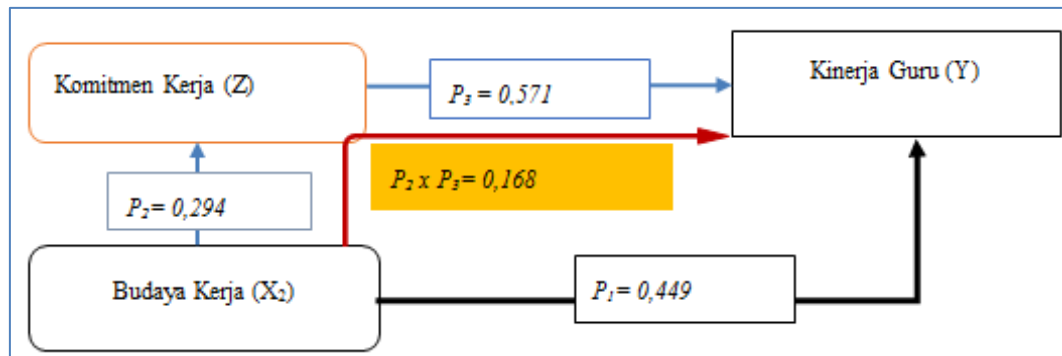 Komitmen Kerja (Z)
P₃ = 0,571
Kinerja Guru (Y)
P₂ x P₃= 0,168
P₂= 0,294
Budaya Kerja (X₂)
P₁= 0,449